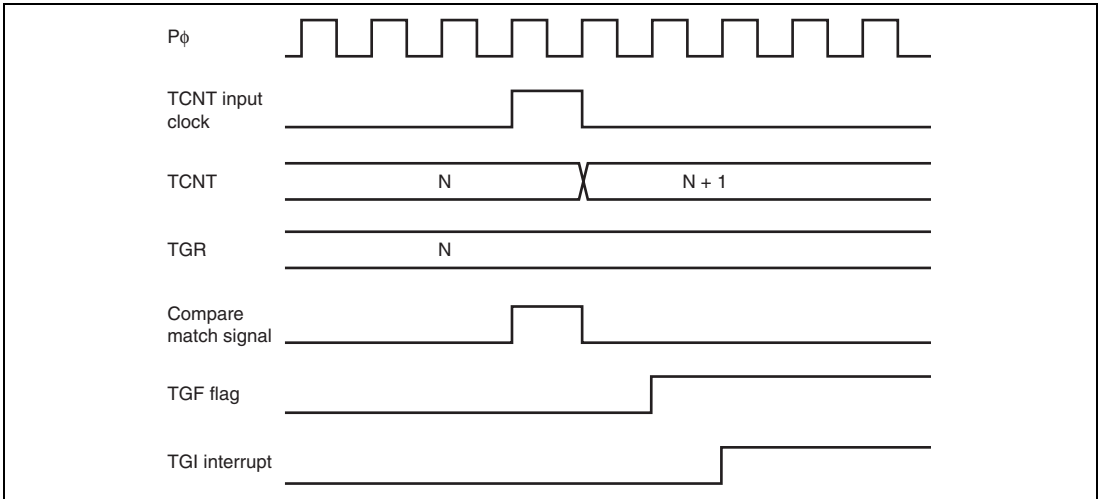 Pϕ
TCNT input
clock
TCNT
N
N + 1
TGR
N
Compare
match signal
TGF flag
TGI interrupt